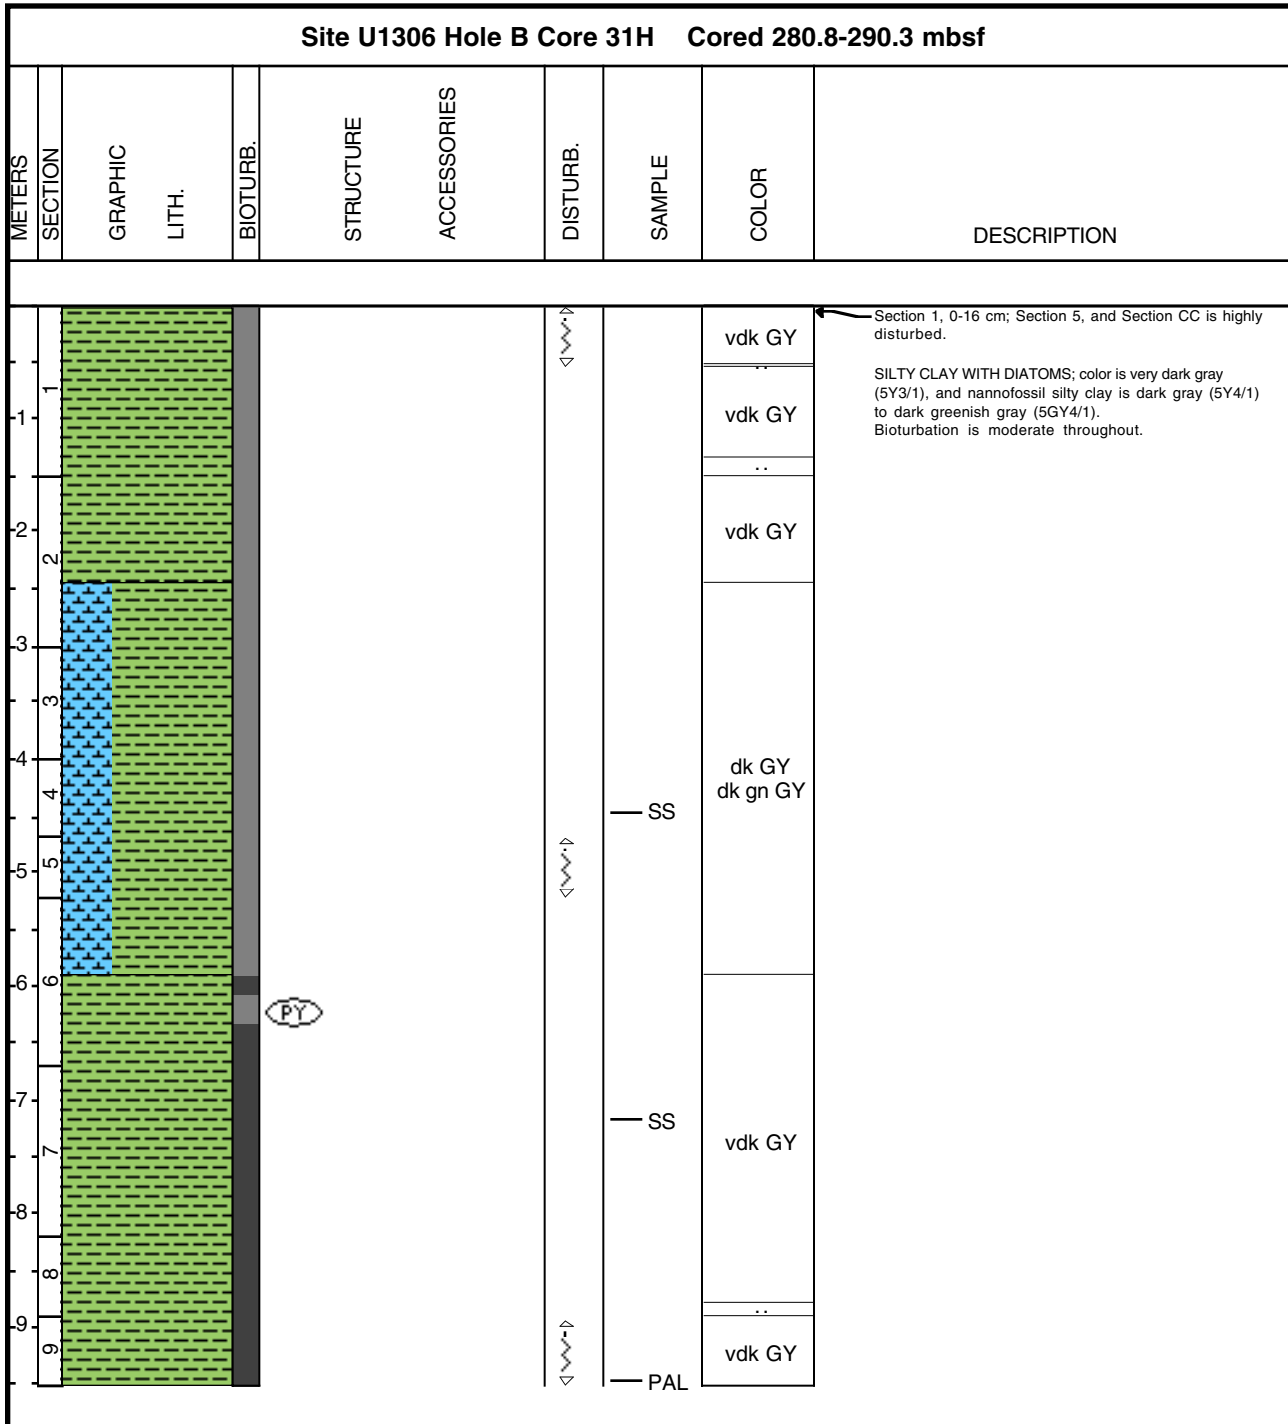 Site U1306 Hole B Core 31H Cored 280.8-290.3 mbsf
METERS
SECTION
GRAPHIC
LITH.
BIOTURB.
STRUCTURE
ACCESSORIES
DISTURB.
SAMPLE
COLOR
DESCRIPTION
Section 1, 0-16 cm; Section 5, and Section CC is highly
disturbed.
SILTY CLAY WITH DIATOMS; color is very dark gray
(5Y3/1), and nannofossil silty clay is dark gray (5Y4/1)
to dark greenish gray (5GY4/1).
Bioturbation is moderate throughout.
vdk GY
..
1
1
vdk GY
..
2
2
vdk GY
3
3
4
4
dk GY
dk gn GY
SS
5
5
6
6
PY
7
7
SS
vdk GY
8
8
..
9
9
vdk GY
PAL